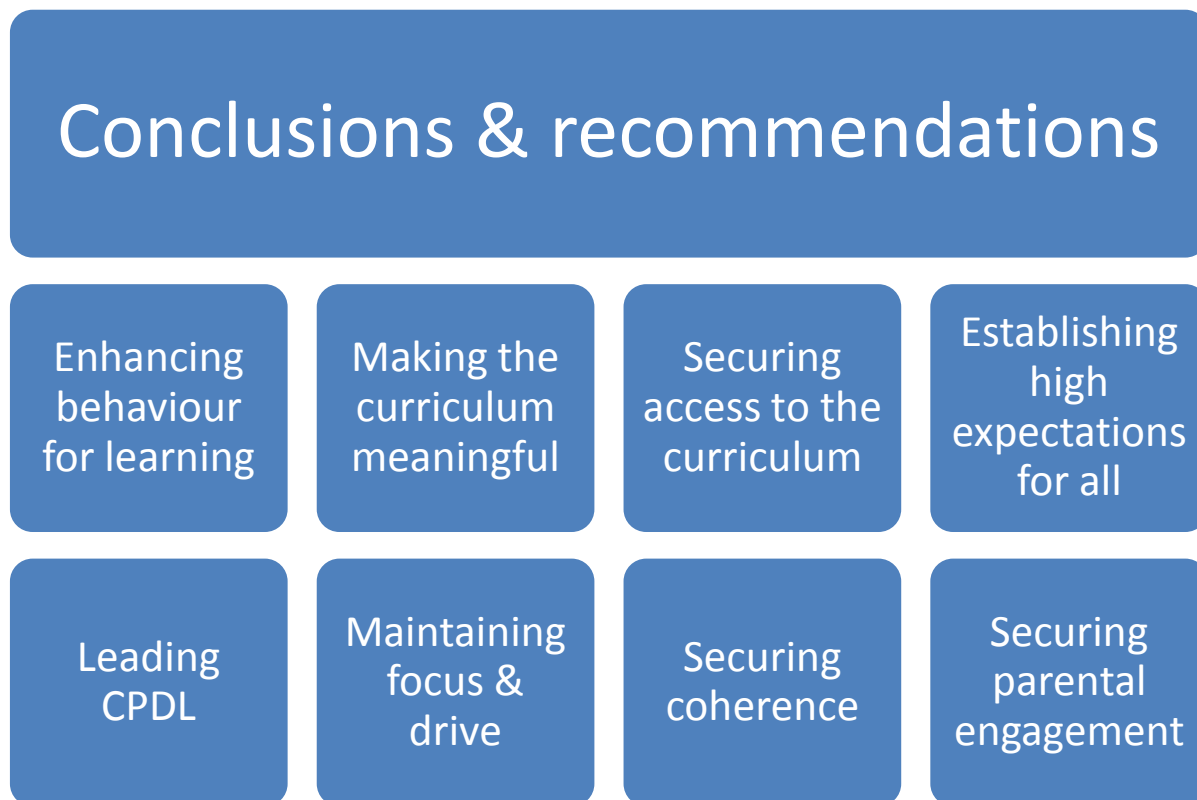 Conclusions & recommendations
Enhancing
behaviour
for learning
Making the
curriculum
meaningful
Securing
access to the
curriculum
Establishing
high
expectations
for all
Leading
CPDL
Maintaining
focus &
drive
Securing
coherence
Securing
parental
engagement